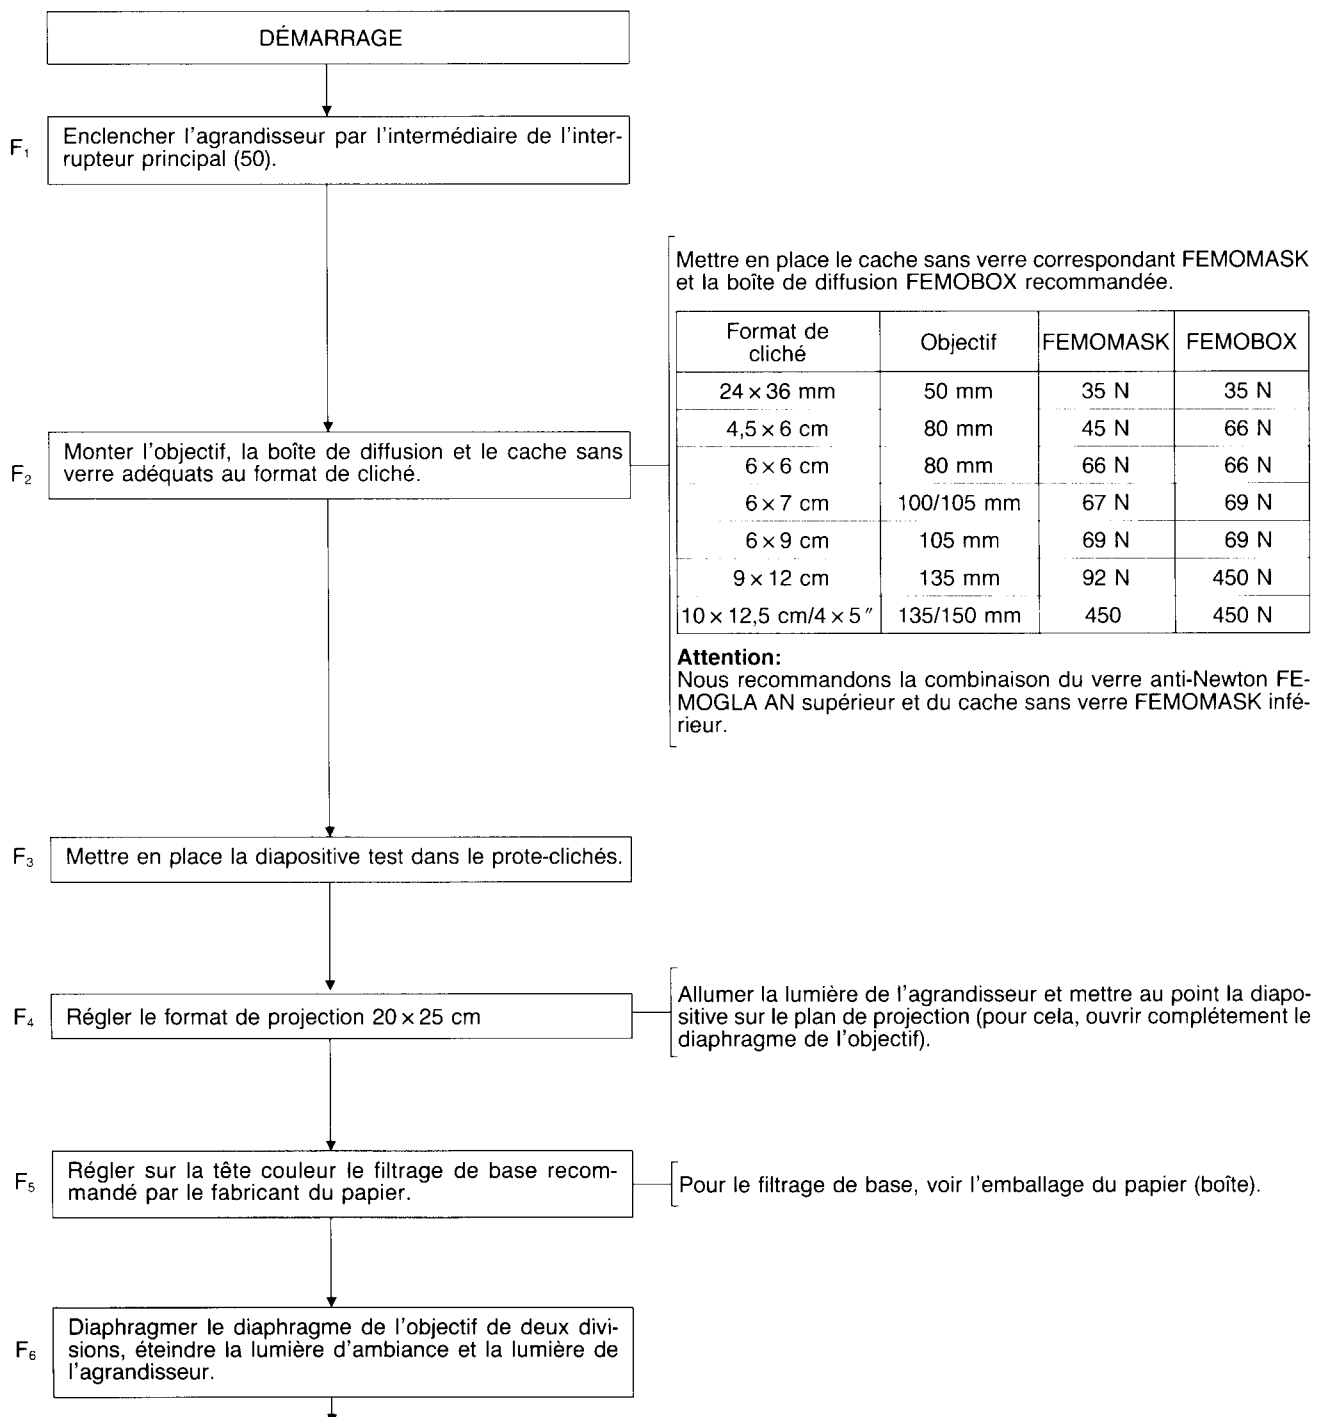 DÉMARRAGE
F₁
Enclencher l'agrandisseur par l'intermédiaire de l'inter-
rupteur principal (50).
F₂
Monter l'objectif, la boîte de diffusion et le cache sans
verre adéquats au format de cliché.
Mettre en place le cache sans verre correspondant FEMOMASK
et la boîte de diffusion FEMOBOX recommandée.
Format de
cliché
Objectif
FEMOMASK
FEMOBOX
24 × 36 mm 50 mm 35 N 35 N
4,5 × 6 cm 80 mm 45 N 66 N
6 × 6 cm 80 mm 66 N 66 N
6 × 7 cm 100/105 mm 67 N 69 N
6 × 9 cm 105 mm 69 N 69 N
9 × 12 cm 135 mm 92 N 450 N
10 × 12,5 cm/4 × 5″ 135/150 mm 450 450 N
Attention:
Nous recommandons la combinaison du verre anti-Newton FE-
MOGLA AN supérieur et du cache sans verre FEMOMASK infé-
rieur.
F₃
Mettre en place la diapositive test dans le prote-clichés.
F₄
Régler le format de projection 20 × 25 cm
Allumer la lumière de l'agrandisseur et mettre au point la diapo-
sitive sur le plan de projection (pour cela, ouvrir complétement le
diaphragme de l'objectif).
F₅
Régler sur la tête couleur le filtrage de base recom-
mandé par le fabricant du papier.
Pour le filtrage de base, voir l'emballage du papier (boîte).
F₆
Diaphragmer le diaphragme de l'objectif de deux divi-
sions, éteindre la lumière d'ambiance et la lumière de
l'agrandisseur.